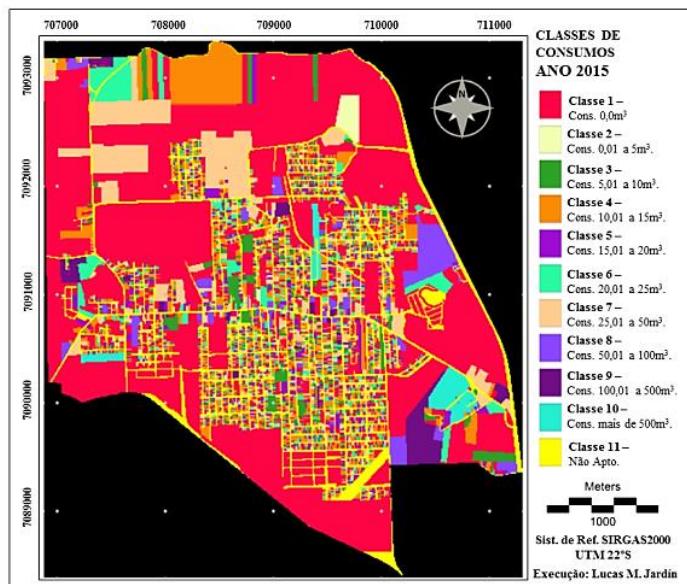 707000 708000 709000 710000 711000
7093000
7092000
7091000
7090000
7089000
N
CLASSES DE
CONSUMOS
ANO 2015
Classe 1 –
Cons. 0,0m³
Classe 2 –
Cons. 0,01 a 5m³.
Classe 3 –
Cons. 5,01 a 10m³.
Classe 4 –
Cons. 10,01 a 15m³.
Classe 5 –
Cons. 15,01 a 20m³.
Classe 6 –
Cons. 20,01 a 25m³.
Classe 7 –
Cons. 25,01 a 50m³.
Classe 8 –
Cons. 50,01 a 100m³.
Classe 9 –
Cons. 100,01 a 500m³.
Classe 10 –
Cons. mais de 500m³.
Classe 11 –
Não Apto.
Meters
1000
Sist. de Ref. SIRGAS2000
UTM 22ºS
Execução: Lucas M. Jardín